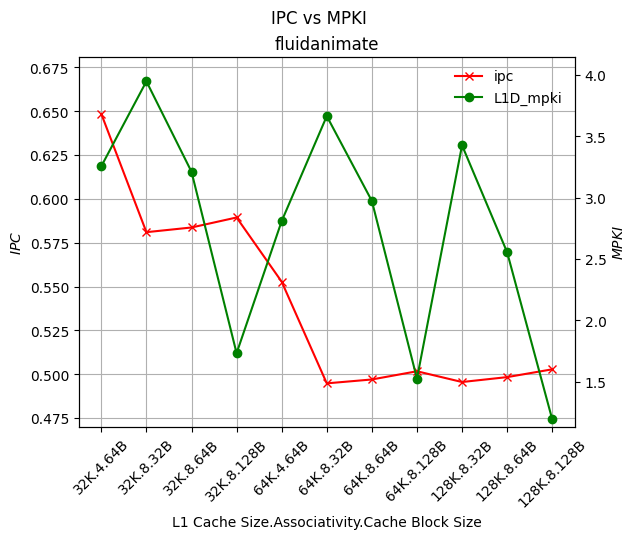 IPC vs MPKI
fluidanimate
ipc
L1D_mpki
0.675
0.650
0.625
0.600
0.575
0.550
0.525
0.500
0.475
IPC
4.0
3.5
3.0
2.5
2.0
1.5
MPKI
32K.4.64B
32K.8.32B
32K.8.64B
32K.8.128B
64K.4.64B
64K.8.32B
64K.8.64B
64K.8.128B
128K.8.32B
128K.8.64B
128K.8.128B
L1 Cache Size.Associativity.Cache Block Size